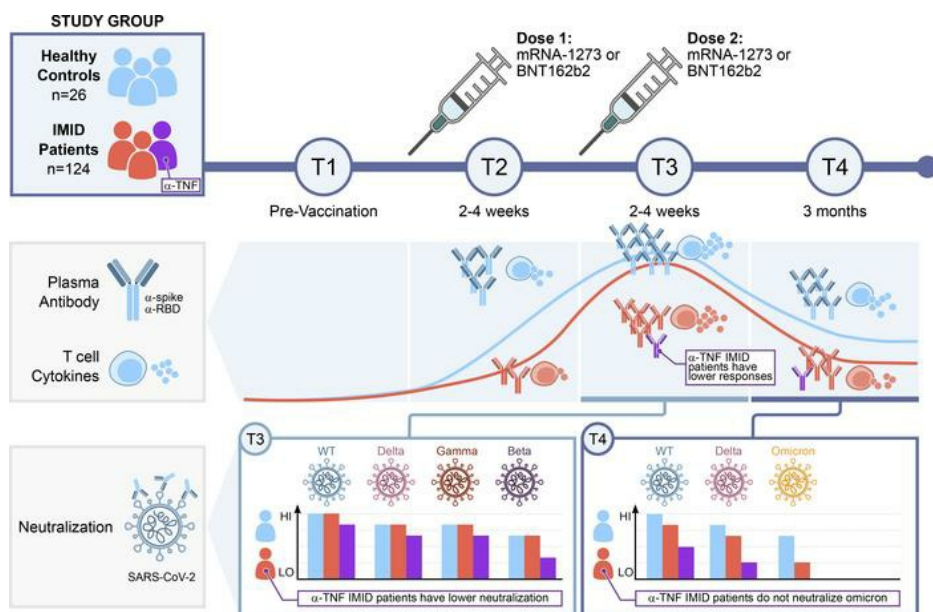 STUDY GROUP
Healthy
Controls
n=26
IMID
Patients
n=124
α-TNF
Dose 1:
mRNA-1273 or
BNT162b2
Dose 2:
mRNA-1273 or
BNT162b2
T1
T2
T3
T4
Pre-Vaccination
2-4 weeks
2-4 weeks
3 months
Plasma
Antibody
α-spike
α-RBD
T cell
Cytokines
α-TNF IMID
patients have
lower responses
Neutralization
SARS-CoV-2
T3
WT
Delta
Gamma
Beta
HI
LO
α-TNF IMID patients have lower neutralization
T4
WT
Delta
Omicron
HI
LO
α-TNF IMID patients do not neutralize omicron